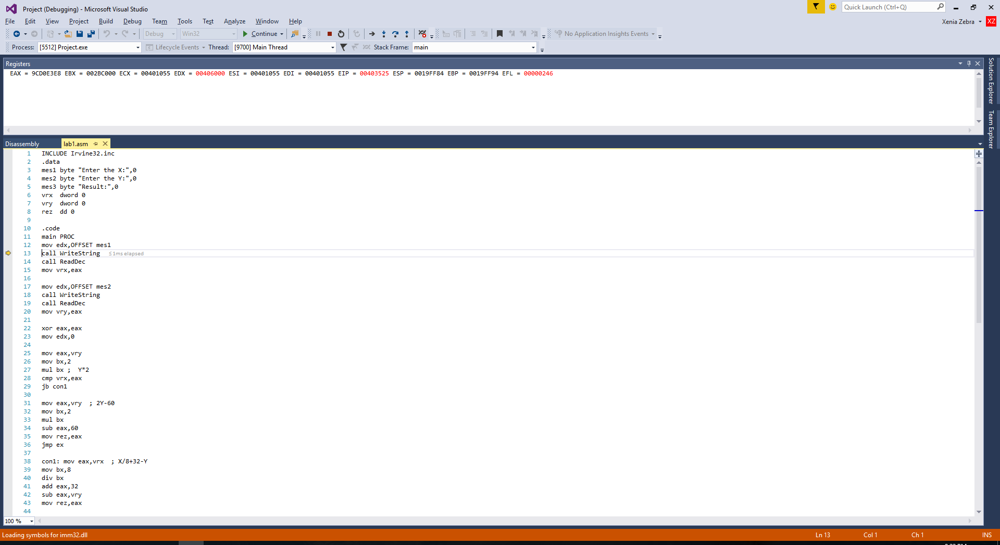 Project (Debugging) - Microsoft Visual Studio
Quick Launch (Ctrl+Q)
File Edit View Project Build Debug Team Tools Test Analyze Window Help
Xenia Zebra XZ
Debug Win32 Continue No Application Insights Events
Process: [5512] Project.exe Lifecycle Events Thread: [9700] Main Thread Stack Frame: main
Registers
EAX = 9CD0E3E8 EBX = 002BC000 ECX = 00401055 EDX = 00406000 ESI = 00401055 EDI = 00401055 EIP = 00403525 ESP = 0019FF84 EBP = 0019FF94 EFL = 00000246
Solution Explorer
Team Explorer
Disassembly lab1.asm
1 INCLUDE Irvine32.inc
2 .data
3 mes1 byte "Enter the X:",0
4 mes2 byte "Enter the Y:",0
5 mes3 byte "Result:",0
6 vrx  dword 0
7 vry  dword 0
8 rez  dd 0
9
10 .code
11 main PROC
12 mov edx,OFFSET mes1
13 call WriteString ≤1ms elapsed
14 call ReadDec
15 mov vrx,eax
16
17 mov edx,OFFSET mes2
18 call WriteString
19 call ReadDec
20 mov vry,eax
21
22 xor eax,eax
23 mov edx,0
24
25 mov eax,vry
26 mov bx,2
27 mul bx ;  Y*2
28 cmp vrx,eax
29 jb con1
30
31 mov eax,vry  ; 2Y-60
32 mov bx,2
33 mul bx
34 sub eax,60
35 mov rez,eax
36 jmp ex
37
38 con1: mov eax,vrx  ; X/8+32-Y
39 mov bx,8
40 div bx
41 add eax,32
42 sub eax,vry
43 mov rez,eax
44
100 %
Loading symbols for imm32.dll Ln 13 Col 1 Ch 1 INS